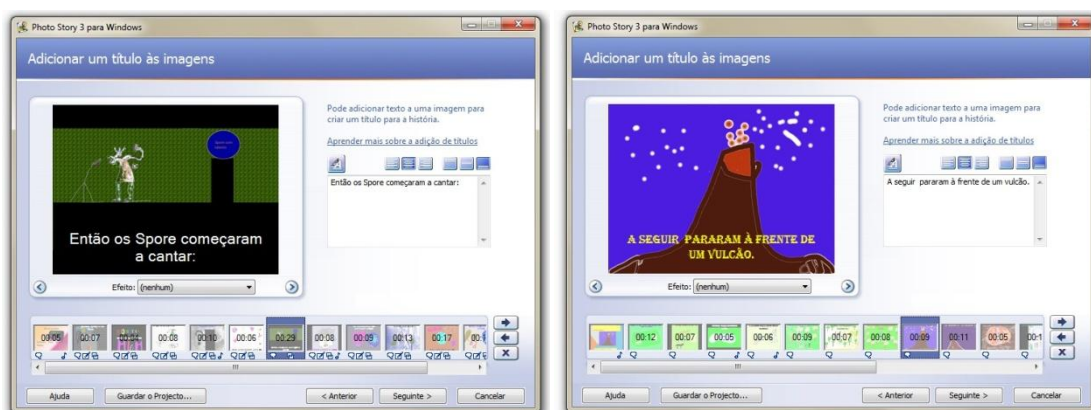 Photo Story 3 para Windows
Adicionar um título às imagens
Então os Spore começaram
a cantar:
Pode adicionar texto a uma imagem para
criar um título para a história.
Aprender mais sobre a adição de títulos
Então os Spore começaram a cantar:
Efeito: (nenhum)
00:05 00:07 00:04 00:08 00:10 00:06 00:29 00:08 00:09 00:13 00:17
Ajuda Guardar o Projecto... < Anterior Seguinte > Cancelar
Photo Story 3 para Windows
Adicionar um título às imagens
A SEGUIR PARARAM À FRENTE DE
UM VULCÃO.
Pode adicionar texto a uma imagem para
criar um título para a história.
Aprender mais sobre a adição de títulos
A seguir pararam à frente de um vulcão.
Efeito: (nenhum)
00:12 00:07 00:05 00:06 00:09 00:07 00:08 00:09 00:11 00:05
Ajuda Guardar o Projecto... < Anterior Seguinte > Cancelar